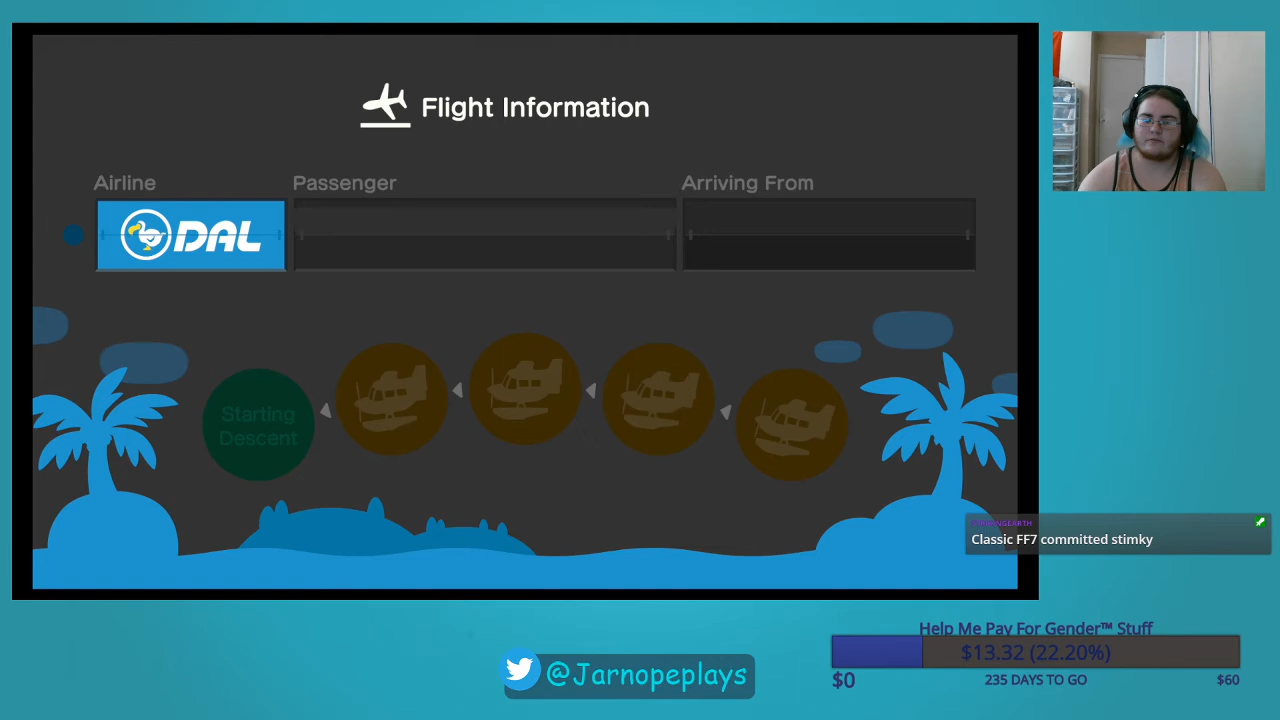 Flight Information
Airline
Passenger
Arriving From
DAL
Starting
Descent
Classic FF7 committed stimky
Help Me Pay For Gender™ Stuff
$13.32 (22.20%)
$0
235 DAYS TO GO
$60
@Jarnopeplays